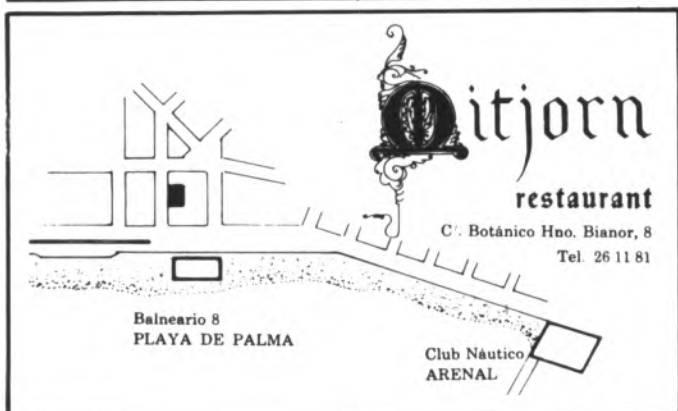 Mitjorn
restaurant
C. Botánico Hno. Bianor, 8
Tel. 26 11 81
Balneario 8
PLAYA DE PALMA
Club Náutico
ARENAL